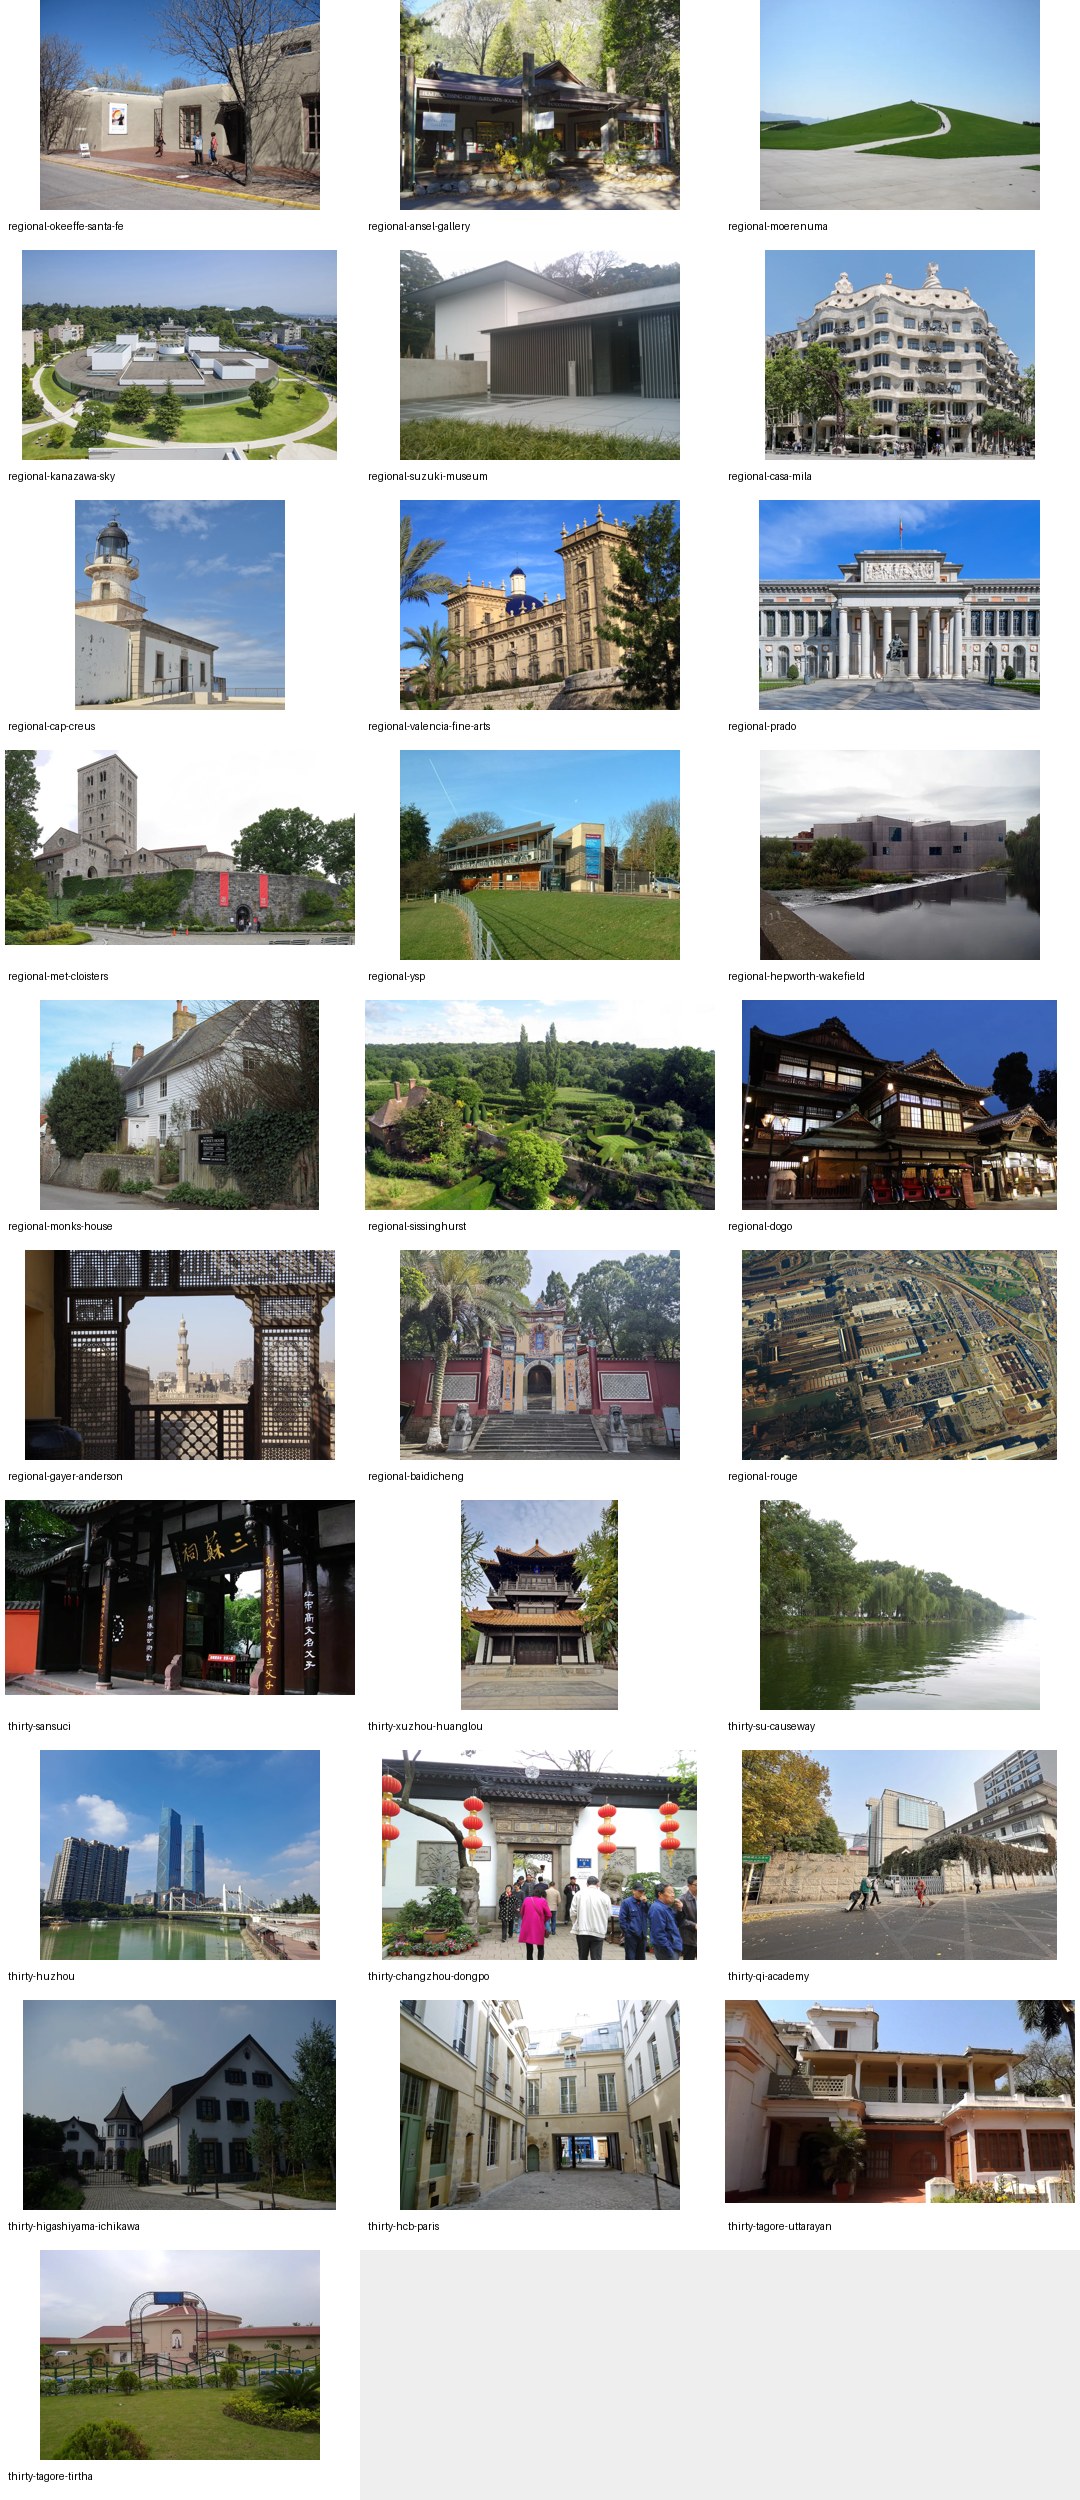 regional-okeeffe-santa-fe
regional-ansel-gallery
regional-moerenuma
regional-kanazawa-sky
regional-suzuki-museum
regional-casa-mila
regional-cap-creus
regional-valencia-fine-arts
regional-prado
regional-met-cloisters
regional-ysp
regional-hepworth-wakefield
regional-monks-house
regional-sissinghurst
regional-dogo
regional-gayer-anderson
regional-baidicheng
regional-rouge
祠蘇三
thirty-sansuci
thirty-xuzhou-huanglou
thirty-su-causeway
thirty-huzhou
thirty-changzhou-dongpo
thirty-qi-academy
thirty-higashiyama-ichikawa
thirty-hcb-paris
thirty-tagore-uttarayan
thirty-tagore-tirtha